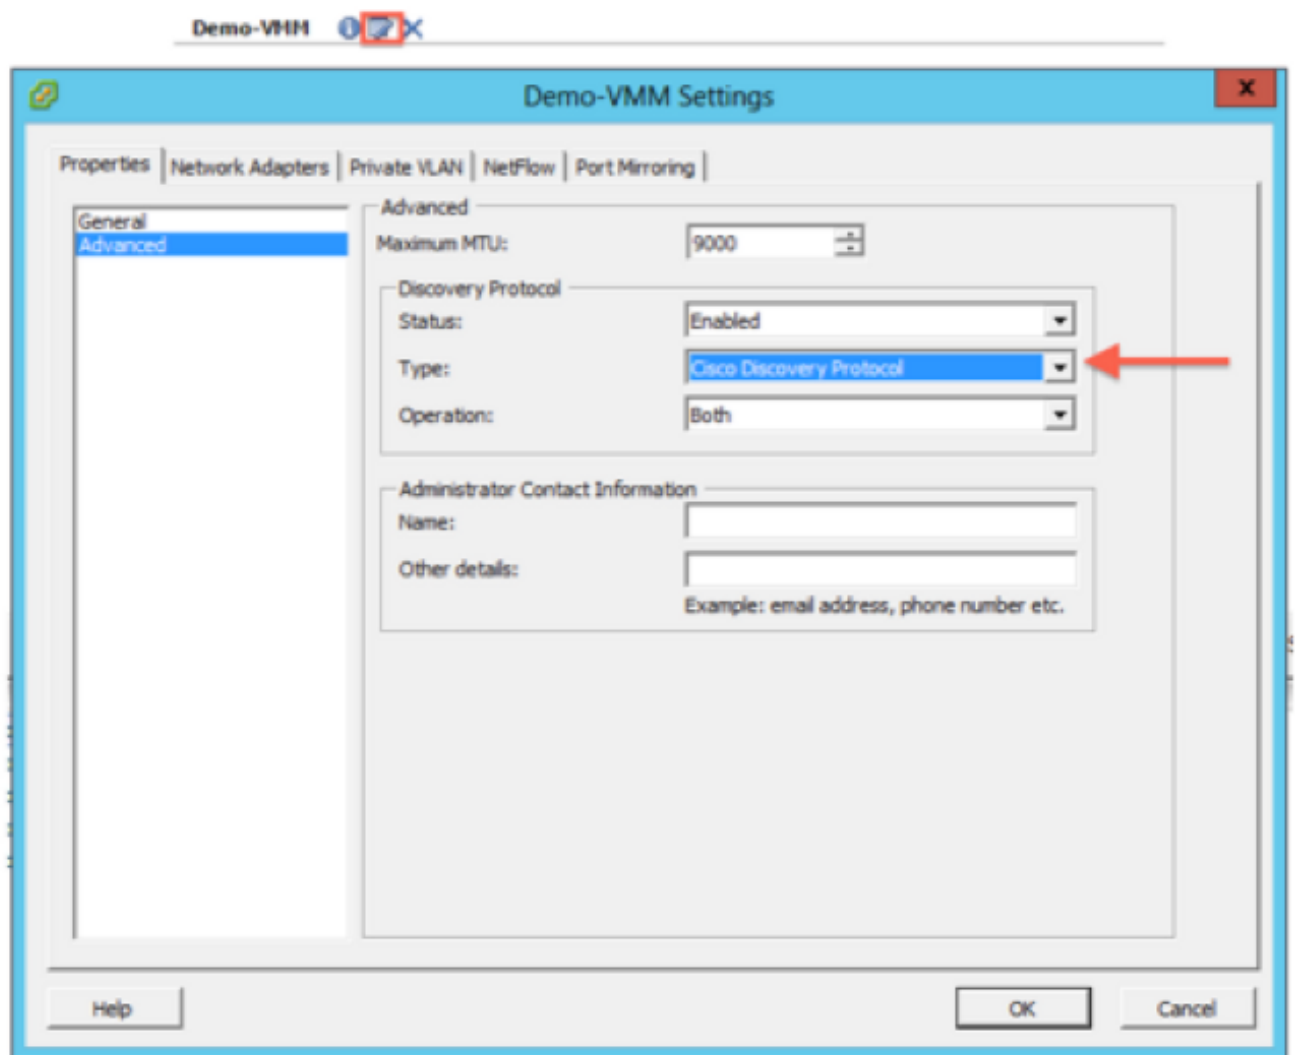 Demo-VMM
Demo-VMM Settings
x
Properties Network Adapters Private VLAN NetFlow Port Mirroring
General
Advanced
Advanced
Maximum MTU: 9000
Discovery Protocol
Status: Enabled
Type: Cisco Discovery Protocol
Operation: Both
Administrator Contact Information
Name:
Other details:
Example: email address, phone number etc.
Help OK Cancel